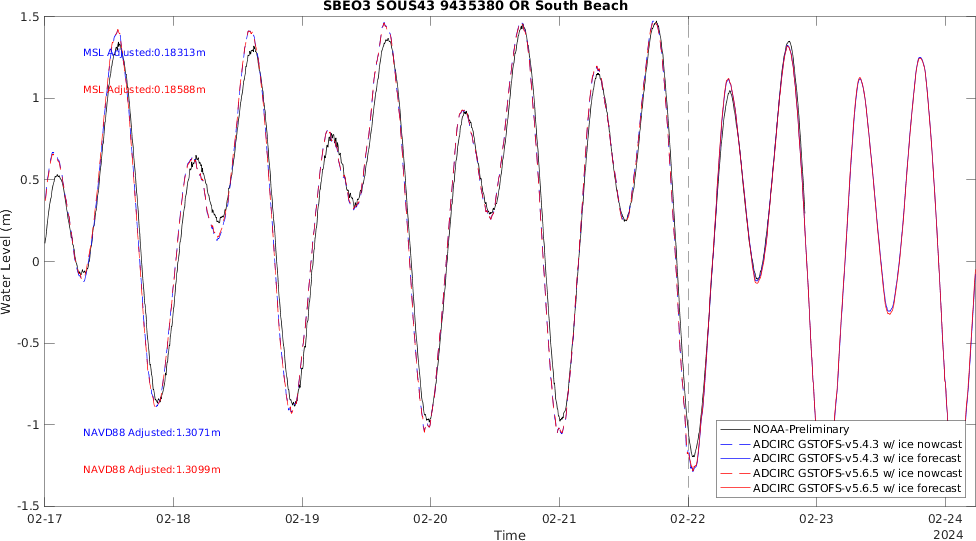 SBEO3 SOUS43 9435380 OR South Beach
1.5
MSL Adjusted:0.18313m
1
MSL Adjusted:0.18588m
0.5
0
Water Level (m)
-0.5
-1
NAVD88 Adjusted:1.3071m
NAVD88 Adjusted:1.3099m
-1.5
NOAA-Preliminary
ADCIRC GSTOFS-v5.4.3 w/ ice nowcast
ADCIRC GSTOFS-v5.4.3 w/ ice forecast
ADCIRC GSTOFS-v5.6.5 w/ ice nowcast
ADCIRC GSTOFS-v5.6.5 w/ ice forecast
02-17 02-18 02-19 02-20 02-21 02-22 02-23 02-24
Time
2024